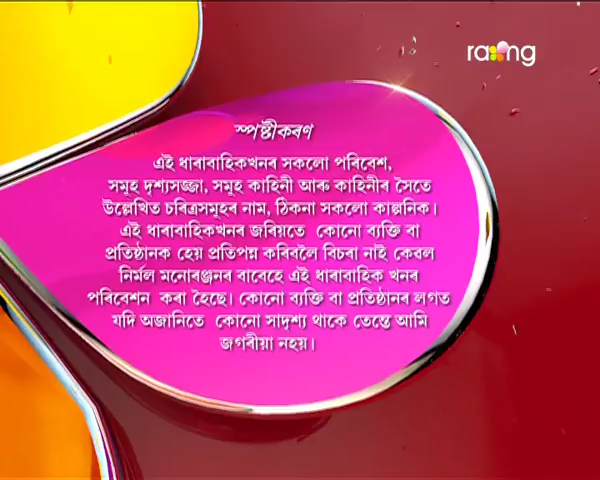 rang
স্পষ্টীকৰণ
এই ধাৰাবাহিকখনৰ সকলো পৰিবেশ,
সমূহ দৃশ্যসজ্জা, সমূহ কাহিনী আৰু কাহিনীৰ সৈতে
উল্লেখিত চৰিত্ৰসমূহৰ নাম, ঠিকনা সকলো কাল্পনিক।
এই ধাৰাবাহিকখনৰ জৰিয়তে কোনো ব্যক্তি বা
প্ৰতিষ্ঠানক হেয় প্ৰতিপন্ন কৰিবলৈ বিচৰা নাই কেৱল
নিৰ্মল মনোৰঞ্জনৰ বাবেহে এই ধাৰাবাহিক খনৰ
পৰিবেশন কৰা হৈছে। কোনো ব্যক্তি বা প্ৰতিষ্ঠানৰ লগত
যদি অজানিতে কোনো সাদৃশ্য থাকে তেন্তে আমি
জগৰীয়া নহয়।